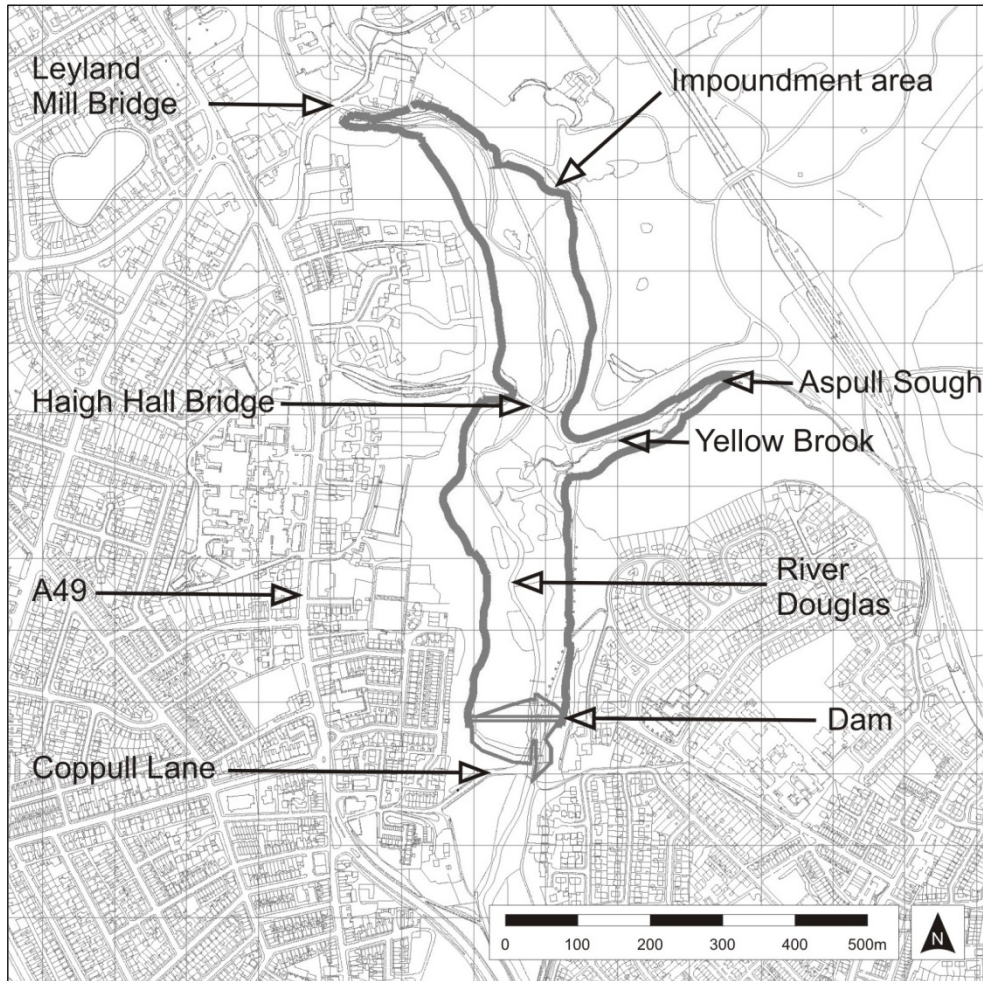 Leyland
Mill Bridge
Impoundment area
Haigh Hall Bridge
Aspull Sough
Yellow Brook
A49
River
Douglas
Dam
Coppull Lane
0 100 200 300 400 500m
N